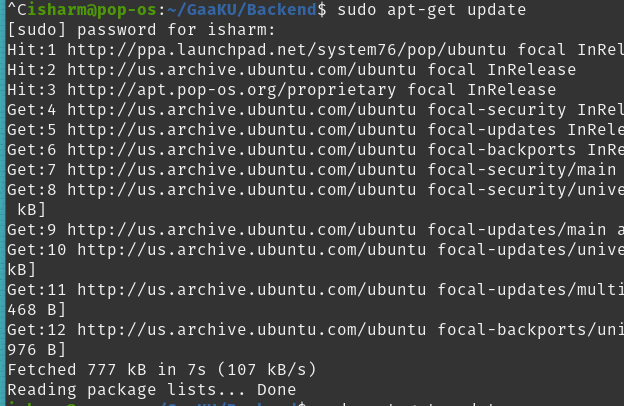 ^Cisharm@pop-os:~/GaaKU/Backend$ sudo apt-get update
[sudo] password for isharm:
Hit:1 http://ppa.launchpad.net/system76/pop/ubuntu focal InRel
Hit:2 http://us.archive.ubuntu.com/ubuntu focal InRelease
Hit:3 http://apt.pop-os.org/proprietary focal InRelease
Get:4 http://us.archive.ubuntu.com/ubuntu focal-security InRel
Get:5 http://us.archive.ubuntu.com/ubuntu focal-updates InRele
Get:6 http://us.archive.ubuntu.com/ubuntu focal-backports InRe
Get:7 http://us.archive.ubuntu.com/ubuntu focal-security/main
Get:8 http://us.archive.ubuntu.com/ubuntu focal-security/unive
kB]
Get:9 http://us.archive.ubuntu.com/ubuntu focal-updates/main a
Get:10 http://us.archive.ubuntu.com/ubuntu focal-updates/unive
kB]
Get:11 http://us.archive.ubuntu.com/ubuntu focal-updates/multi
468 B]
Get:12 http://us.archive.ubuntu.com/ubuntu focal-backports/uni
976 B]
Fetched 777 kB in 7s (107 kB/s)
Reading package lists... Done